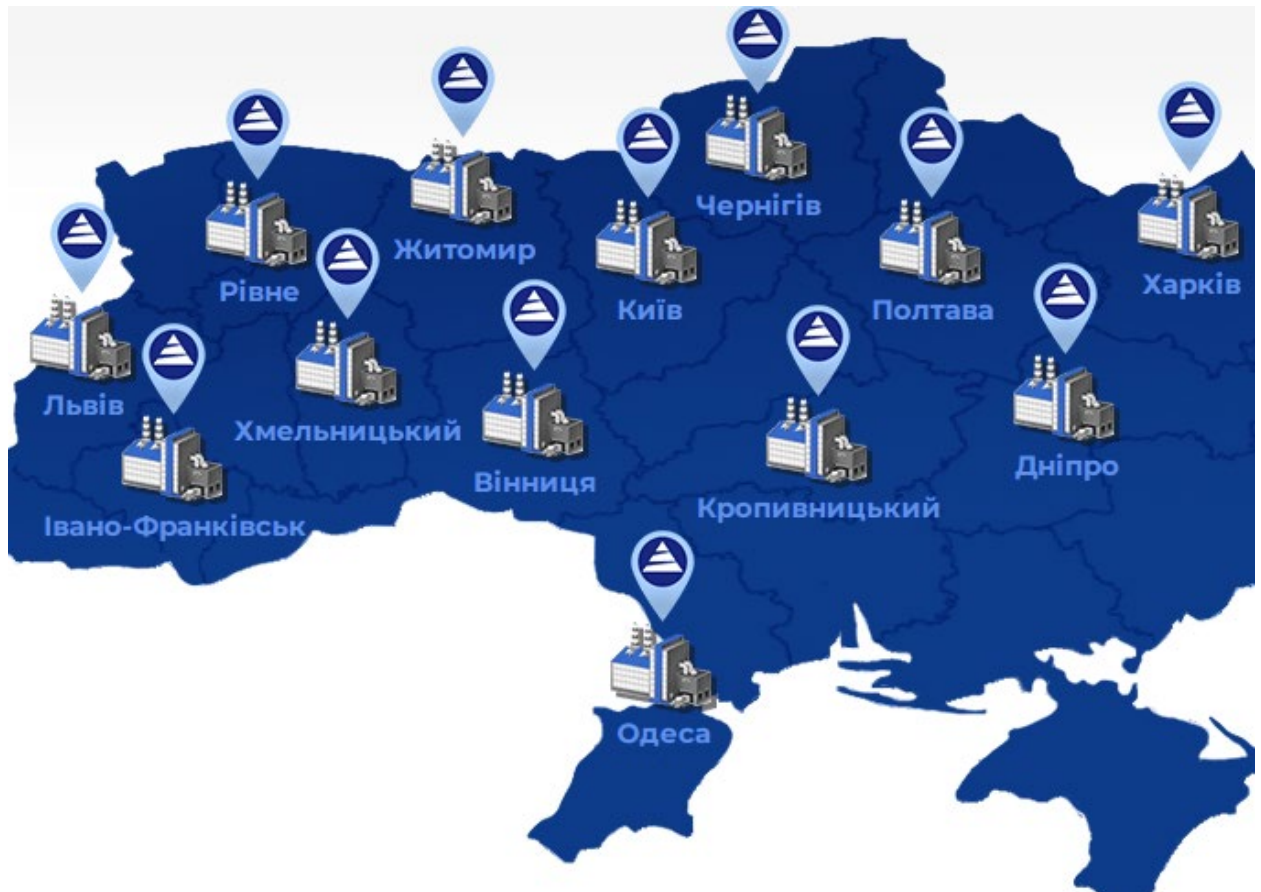 Чернігів
Житомир
Харків
Рівне
Київ
Полтава
Львів
Хмельницький
Дніпро
Вінниця
Кропивницький
Івано-Франківськ
Одеса